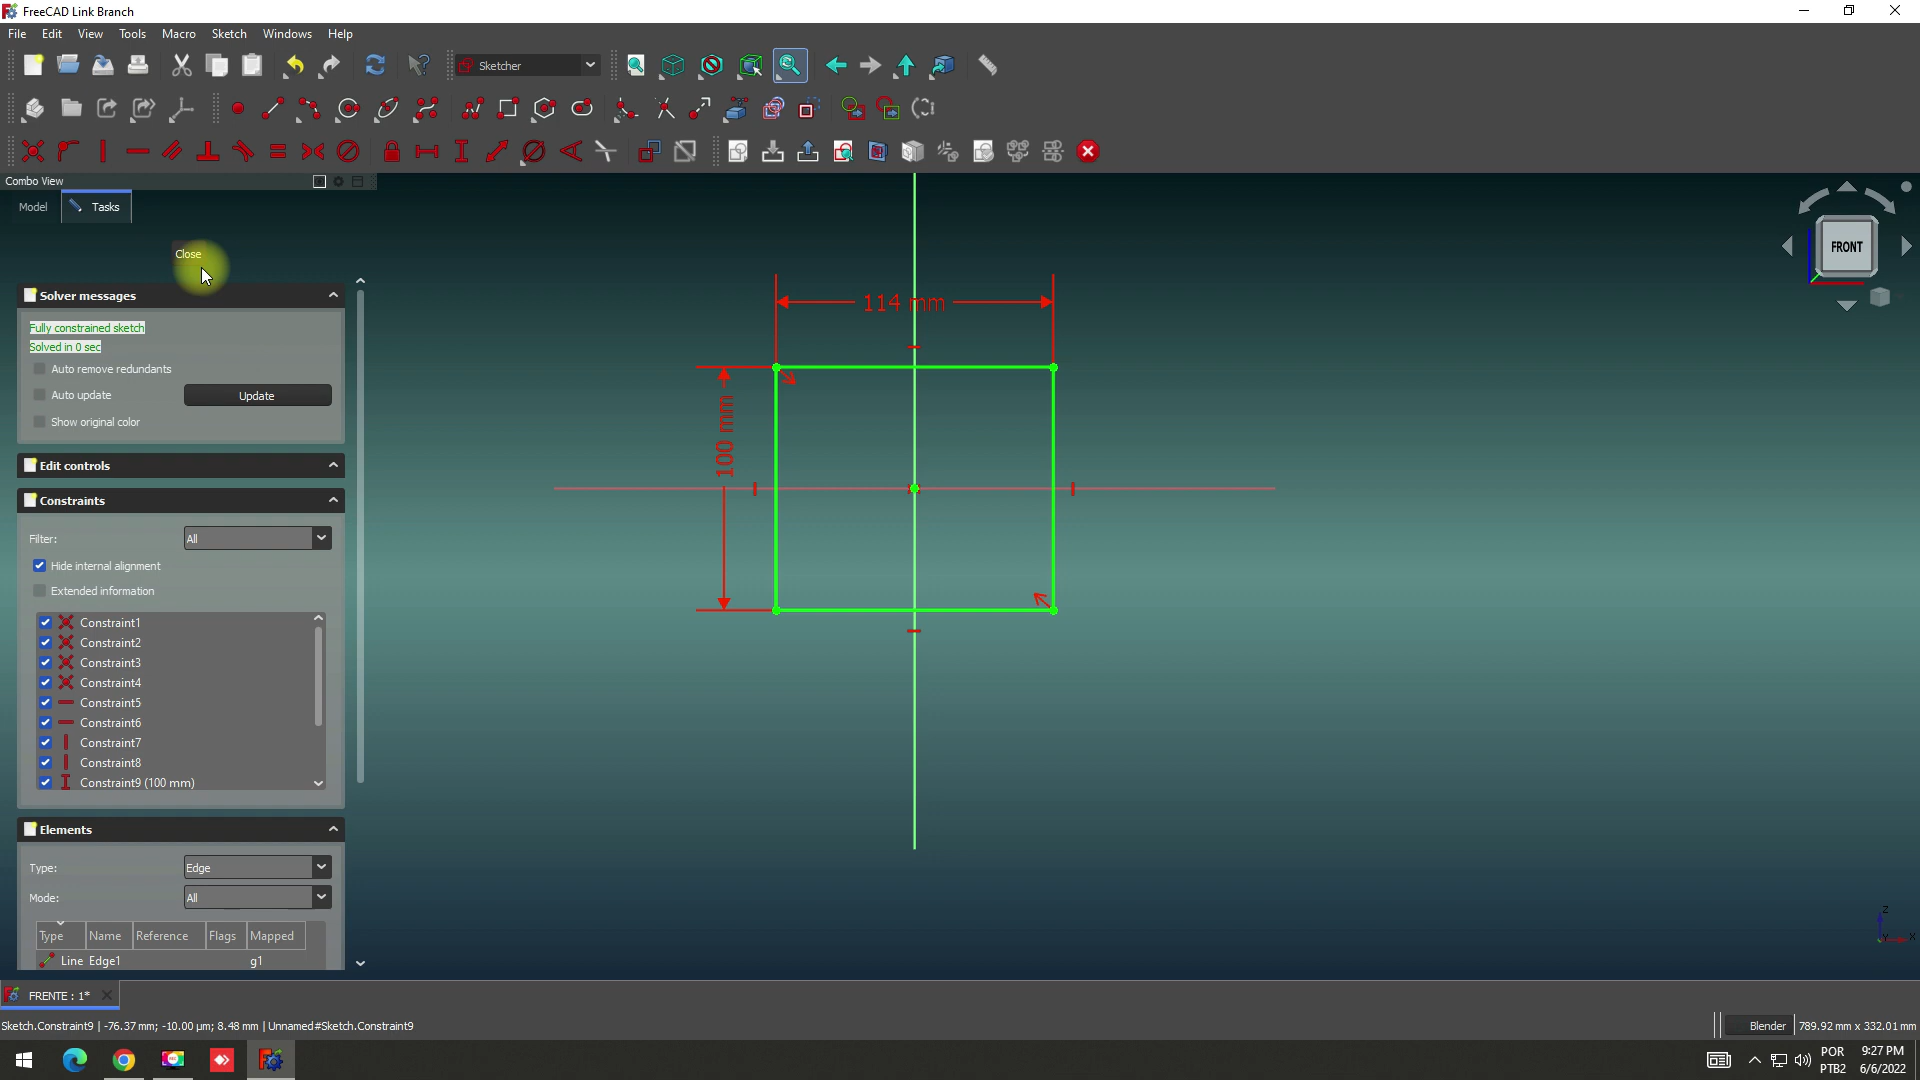 FreeCAD Link Branch
File Edit View Tools Macro Sketch Windows Help
Sketcher
Combo View
Model Tasks
Close
Solver messages
Fully constrained sketch
Solved in 0 sec
Auto remove redundants
Auto update Update
Show original color
Edit controls
Constraints
Filter: All
Hide internal alignment
Extended information
Constraint1
Constraint2
Constraint3
Constraint4
Constraint5
Constraint6
Constraint7
Constraint8
Constraint9 (100 mm)
Elements
Type: Edge
Mode: All
Type Name Reference Flags Mapped
Line Edge1 g1
114 mm
100 mm
FRONT
Z
Y X
FRENTE : 1*
Sketch.Constraint9 | -76.37 mm; -10.00 µm; 8.48 mm | Unnamed#Sketch.Constraint9
Blender 789.92 mm x 332.01 mm
POR
PTB2
9:27 PM
6/6/2022